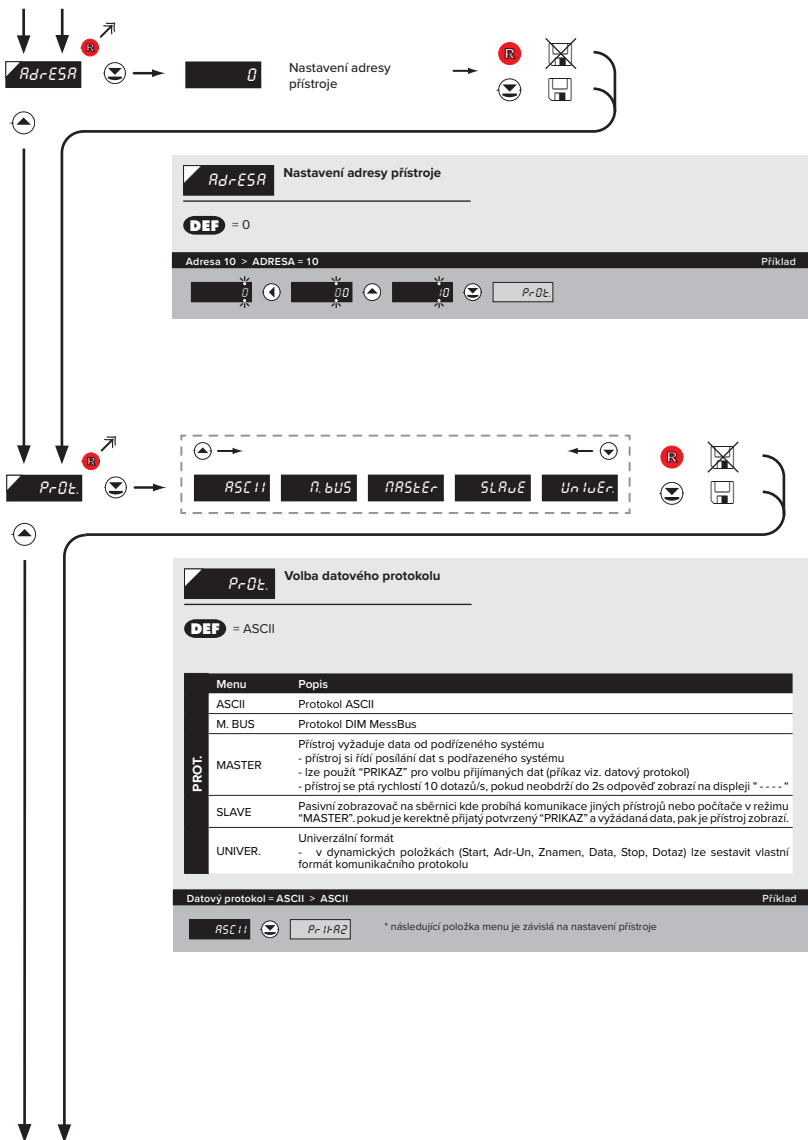 R
AdrESA
0
Nastavení adresy
přístroje
R
AdrESA
Nastavení adresy přístroje
DEF = 0
Adresa 10 > ADRESA = 10 Příklad
0 00 10 PrOt.
R
PrOt.
ASCII M. bUS MAStEr SLAvE UnIvEr.
R
PrOt.
Volba datového protokolu
DEF = ASCII
PROT.
Menu Popis
ASCII Protokol ASCII
M. BUS Protokol DIM MessBus
MASTER
Přístroj vyžaduje data od podřízeného systému
- přístroj si řídí posílání dat s podřazeného systému
- lze použít “PRIKAZ” pro volbu přijímaných dat (příkaz viz. datový protokol)
- přístroj se ptá rychlostí 10 dotazů/s, pokud neobdrží do 2s odpověď zobrazí na displeji “ - - - - “
SLAVE
Pasivní zobrazovač na sběrnici kde probíhá komunikace jiných přístrojů nebo počítače v režimu
“MASTER”. pokud je kerektně přijatý potvrzený “PRIKAZ” a vyžádaná data, pak je přístroj zobrazí.
UNIVER.
Univerzální formát
- v dynamických položkách (Start, Adr-Un, Znamen, Data, Stop, Dotaz) lze sestavit vlastní
formát komunikačního protokolu
Datový protokol = ASCII > ASCII Příklad
ASCII PrIkA2 * následující položka menu je závislá na nastavení přístroje